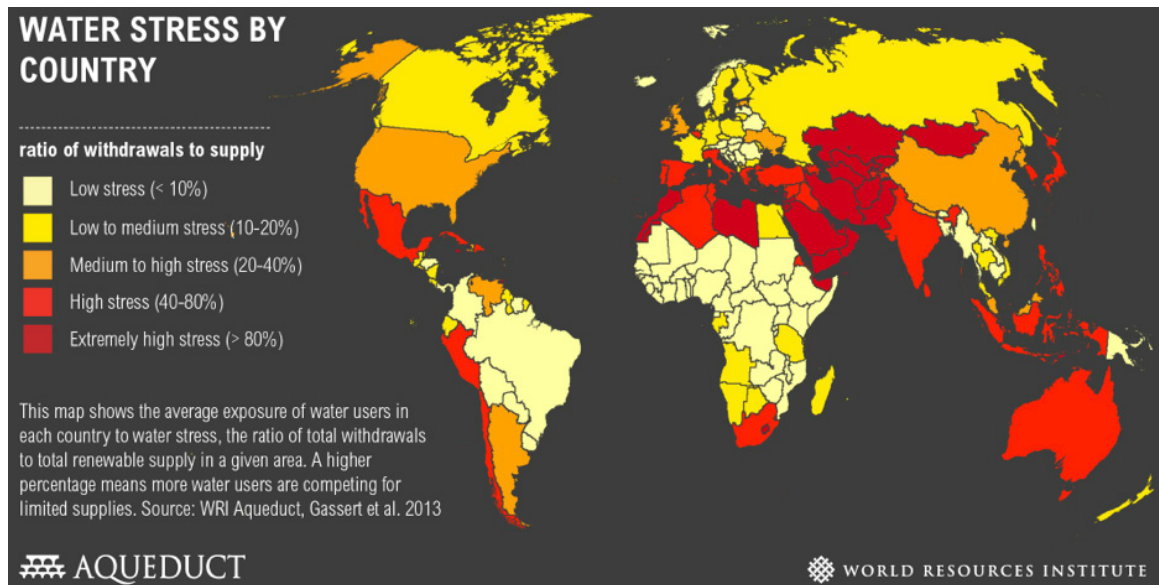 WATER STRESS BY
COUNTRY
ratio of withdrawals to supply
Low stress (< 10%)
Low to medium stress (10-20%)
Medium to high stress (20-40%)
High stress (40-80%)
Extremely high stress (> 80%)
This map shows the average exposure of water users in
each country to water stress, the ratio of total withdrawals
to total renewable supply in a given area. A higher
percentage means more water users are competing for
limited supplies. Source: WRI Aqueduct, Gassert et al. 2013
AQUEDUCT
WORLD RESOURCES INSTITUTE